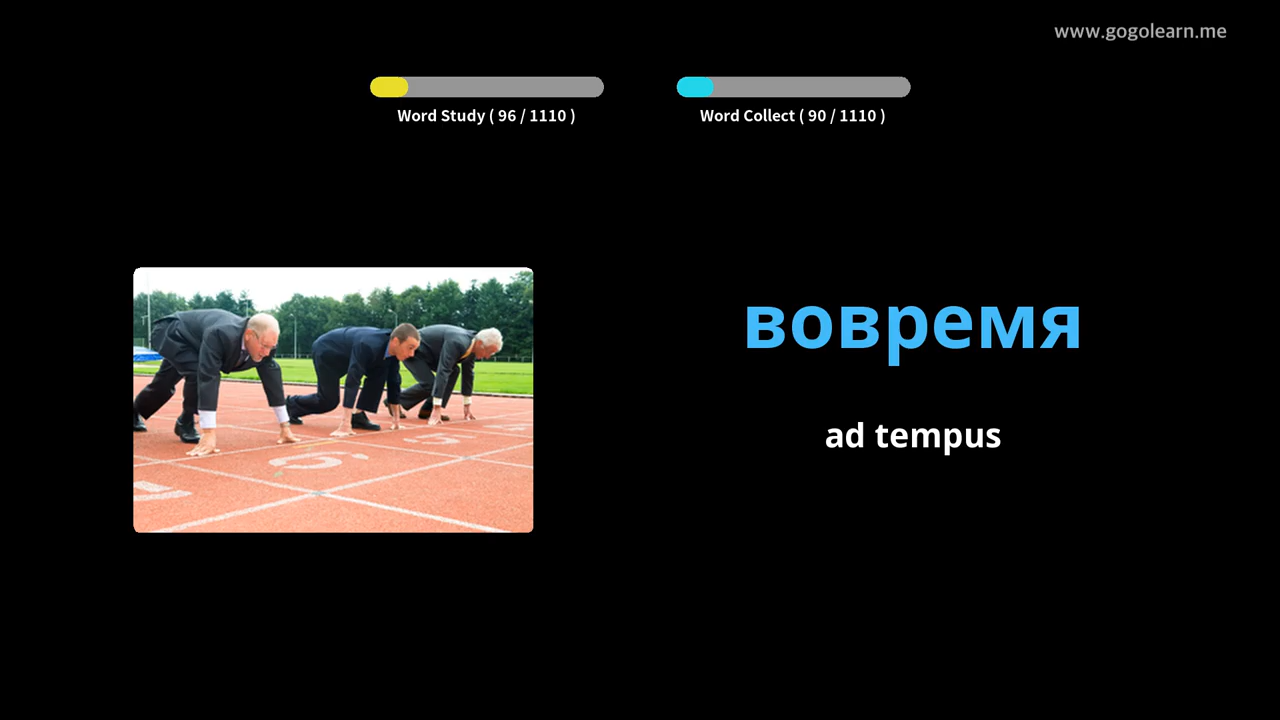 www.gogolearn.me
Word Study ( 96 / 1110 )
Word Collect ( 90 / 1110 )
вовремя
ad tempus